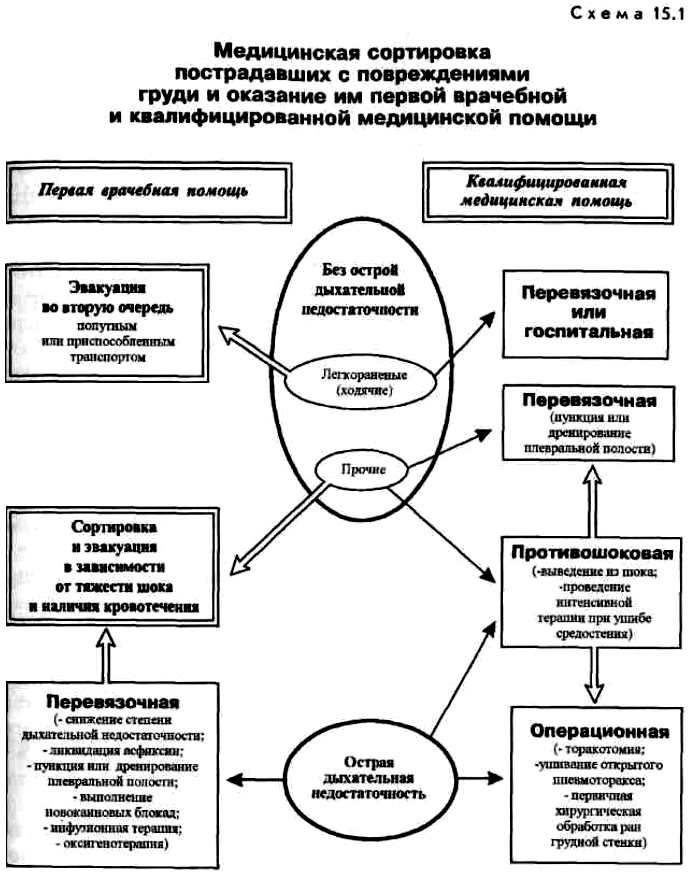 Схема 15.1
Медицинская сортировка
пострадавших с повреждениями
груди и оказание им первой врачебной
и квалифицированной медицинской помощи
Первая врачебная помощь
Квалифицированная
медицинская помощь
Без острой
дыхательной
недостаточности
Эвакуация
во вторую очередь
попутным
или приспособленным
транспортом
Перевязочная
или
госпитальная
Легкораненые
(ходячие)
Перевязочная
(пункция или
дренирование
плевральной полости)
Прочие
Сортировка
и эвакуация
в зависимости
от тяжести шока
и наличия кровотечения
Противошоковая
(-выведение из шока;
-проведение
интенсивной
терапии при ушибе
средостения)
Перевязочная
(- снижение степени
дыхательной недостаточности;
- ликвидация асфиксии;
- пункция или дренирование
плевральной полости;
- выполнение
новокаиновых блокад;
- инфузионная терапия;
- оксигенотерапия)
Острая
дыхательная
недостаточность
Операционная
(- торакотомия;
-ушивание открытого
пневмоторакса;
- первичная
хирургическая
обработка ран
грудной стенки)